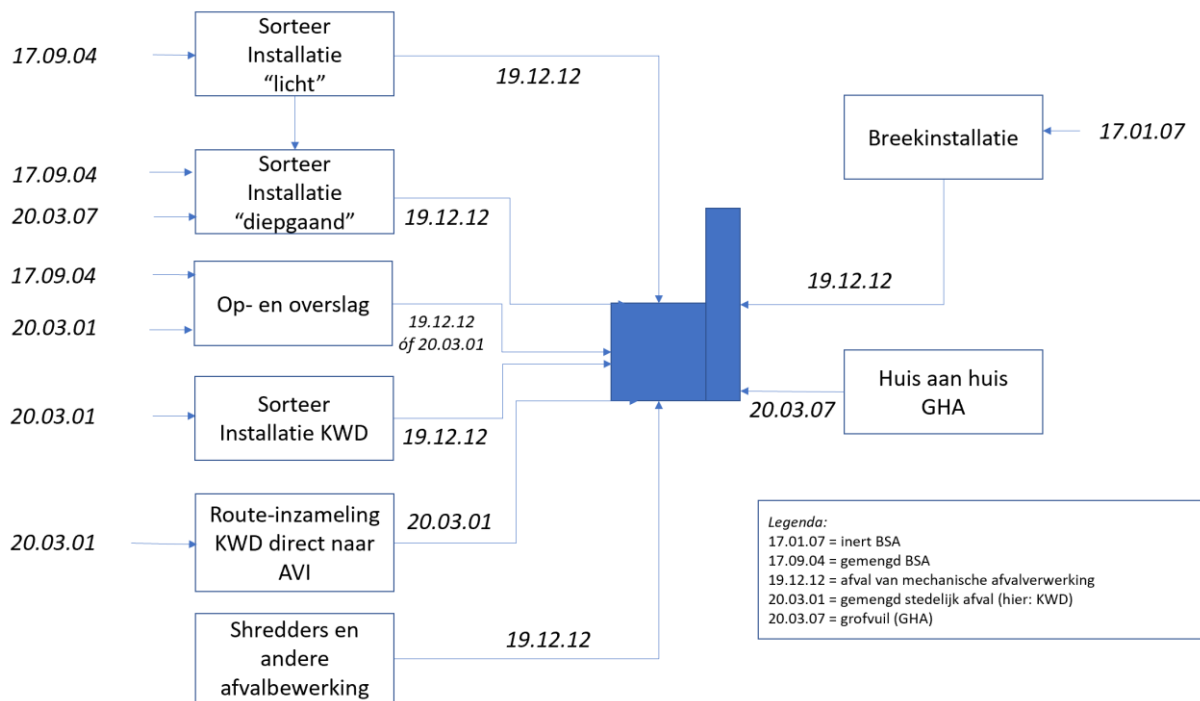 17.09.04
Sorteer
Installatie
“licht”
19.12.12
17.09.04
20.03.07
Sorteer
Installatie
“diepgaand”
19.12.12
17.09.04
20.03.01
Op- en overslag
19.12.12
óf 20.03.01
20.03.01
Sorteer
Installatie KWD
19.12.12
20.03.01
Route-inzameling
KWD direct naar
AVI
20.03.01
Shredders en
andere
afvalbewerking
19.12.12
Breekinstallatie
17.01.07
19.12.12
Huis aan huis
GHA
20.03.07
Legenda:
17.01.07 = inert BSA
17.09.04 = gemengd BSA
19.12.12 = afval van mechanische afvalverwerking
20.03.01 = gemengd stedelijk afval (hier: KWD)
20.03.07 = grofvuil (GHA)